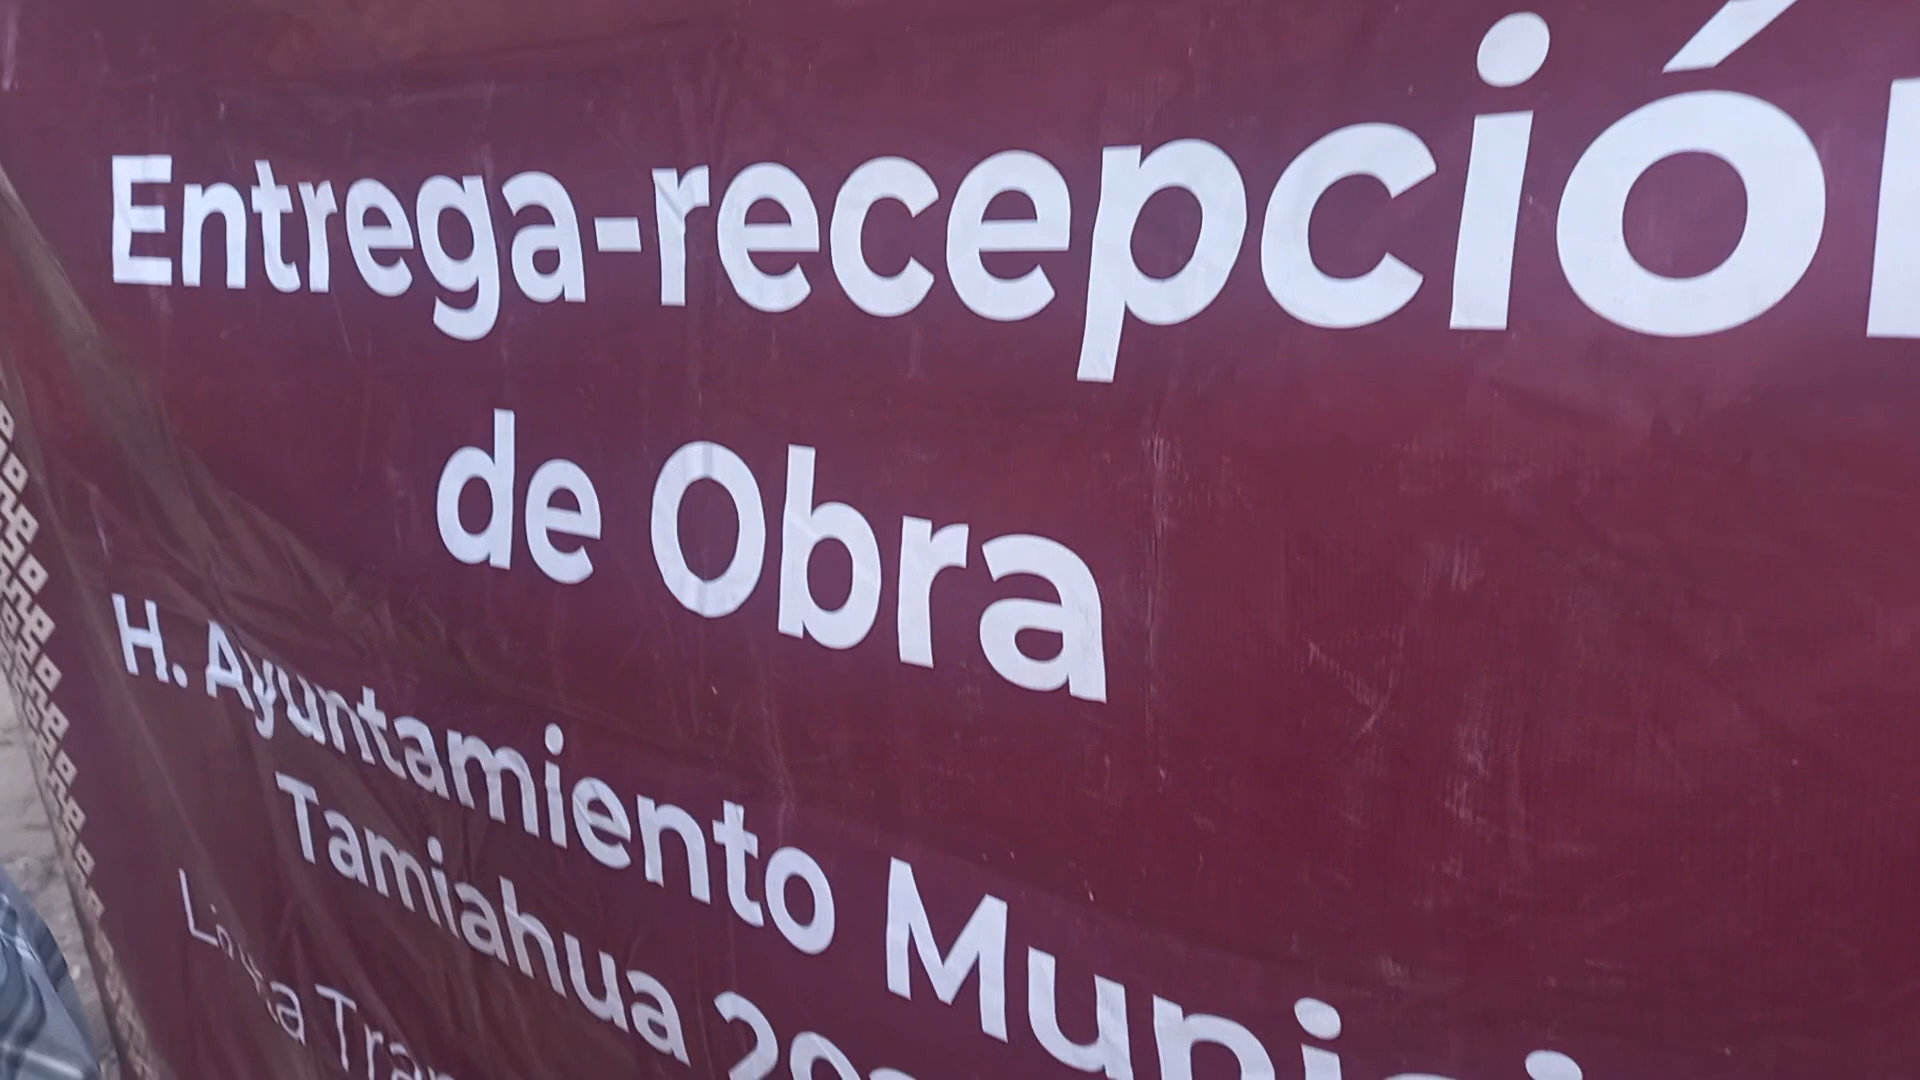 Entrega-recepción
de Obra
H. Ayuntamiento
Tamiahua